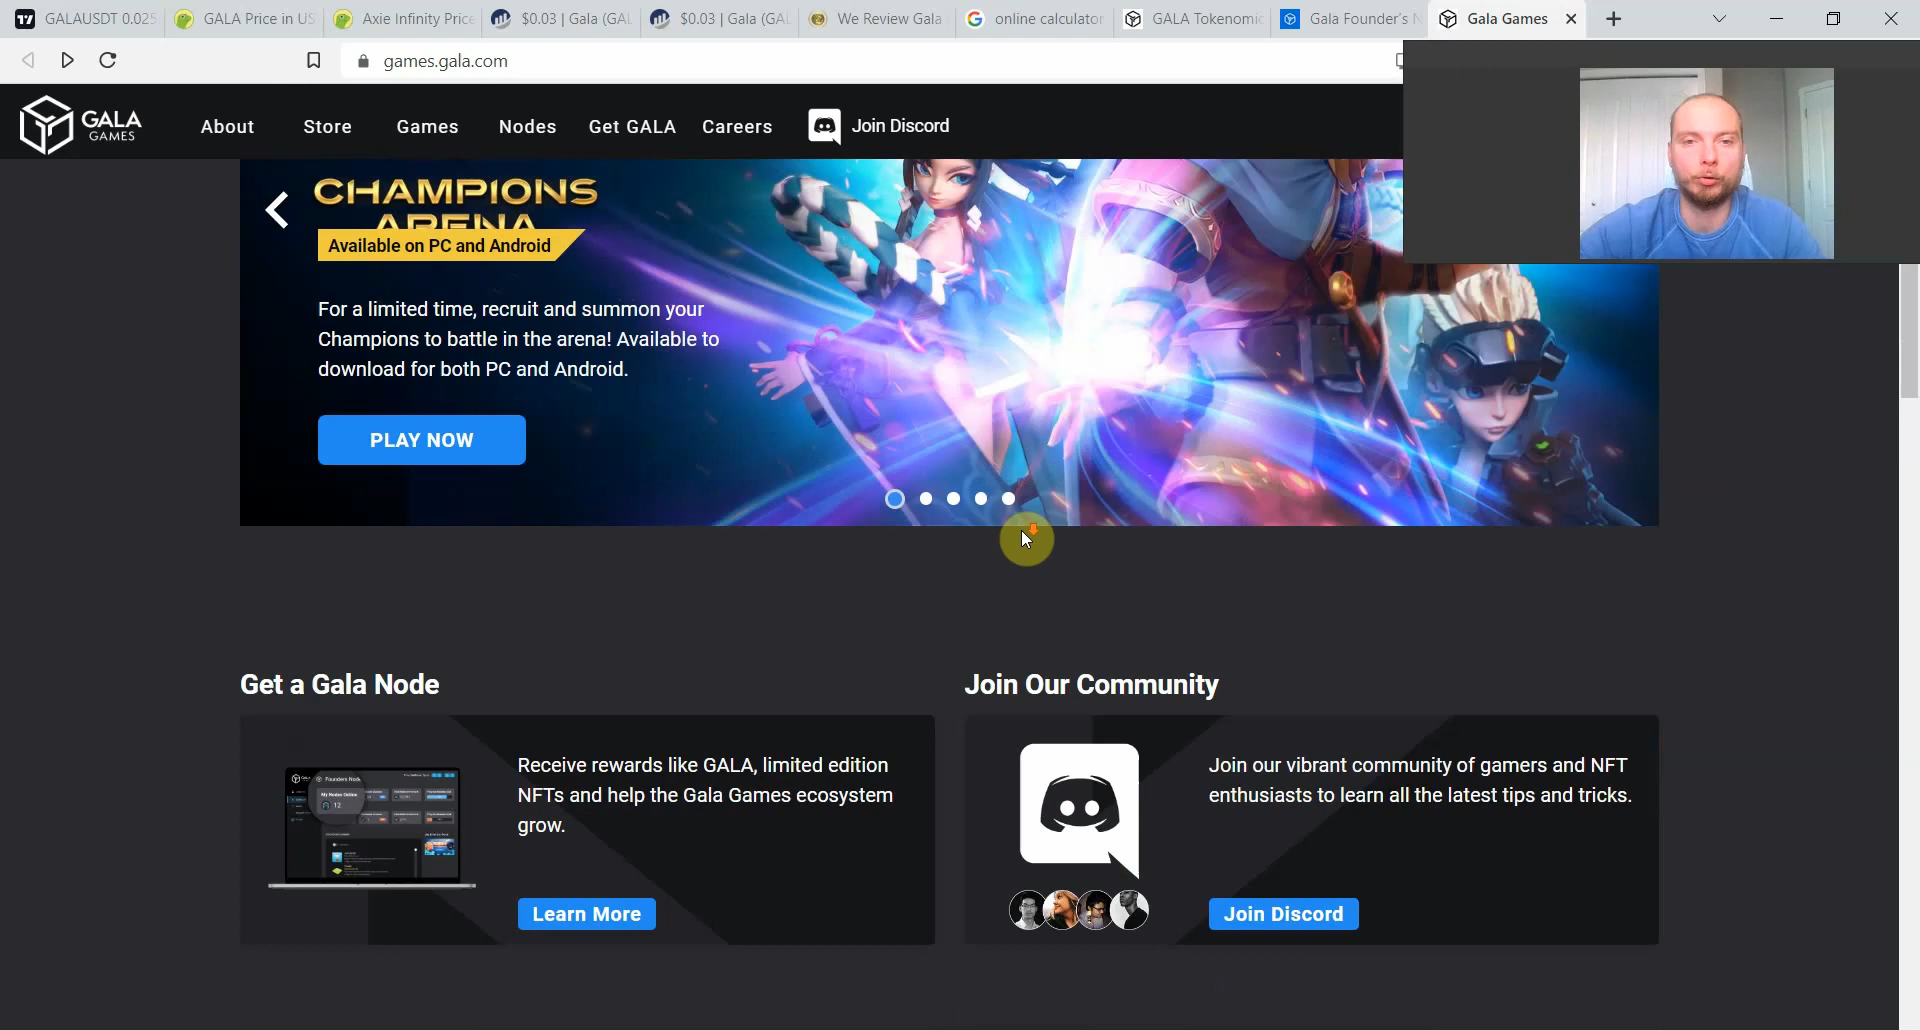 GALAUSDT 0.025
GALA Price in US
Axie Infinity Price
$0.03 | Gala (GAL
$0.03 | Gala (GAL
We Review Gala
online calculator
GALA Tokenomic
Gala Founder's N
Gala Games
games.gala.com
GALA
GAMES
About
Store
Games
Nodes
Get GALA
Careers
Join Discord
CHAMPIONS
ARENA
Available on PC and Android
For a limited time, recruit and summon your
Champions to battle in the arena! Available to
download for both PC and Android.
PLAY NOW
Get a Gala Node
Receive rewards like GALA, limited edition
NFTs and help the Gala Games ecosystem
grow.
Learn More
Join Our Community
Join our vibrant community of gamers and NFT
enthusiasts to learn all the latest tips and tricks.
Join Discord